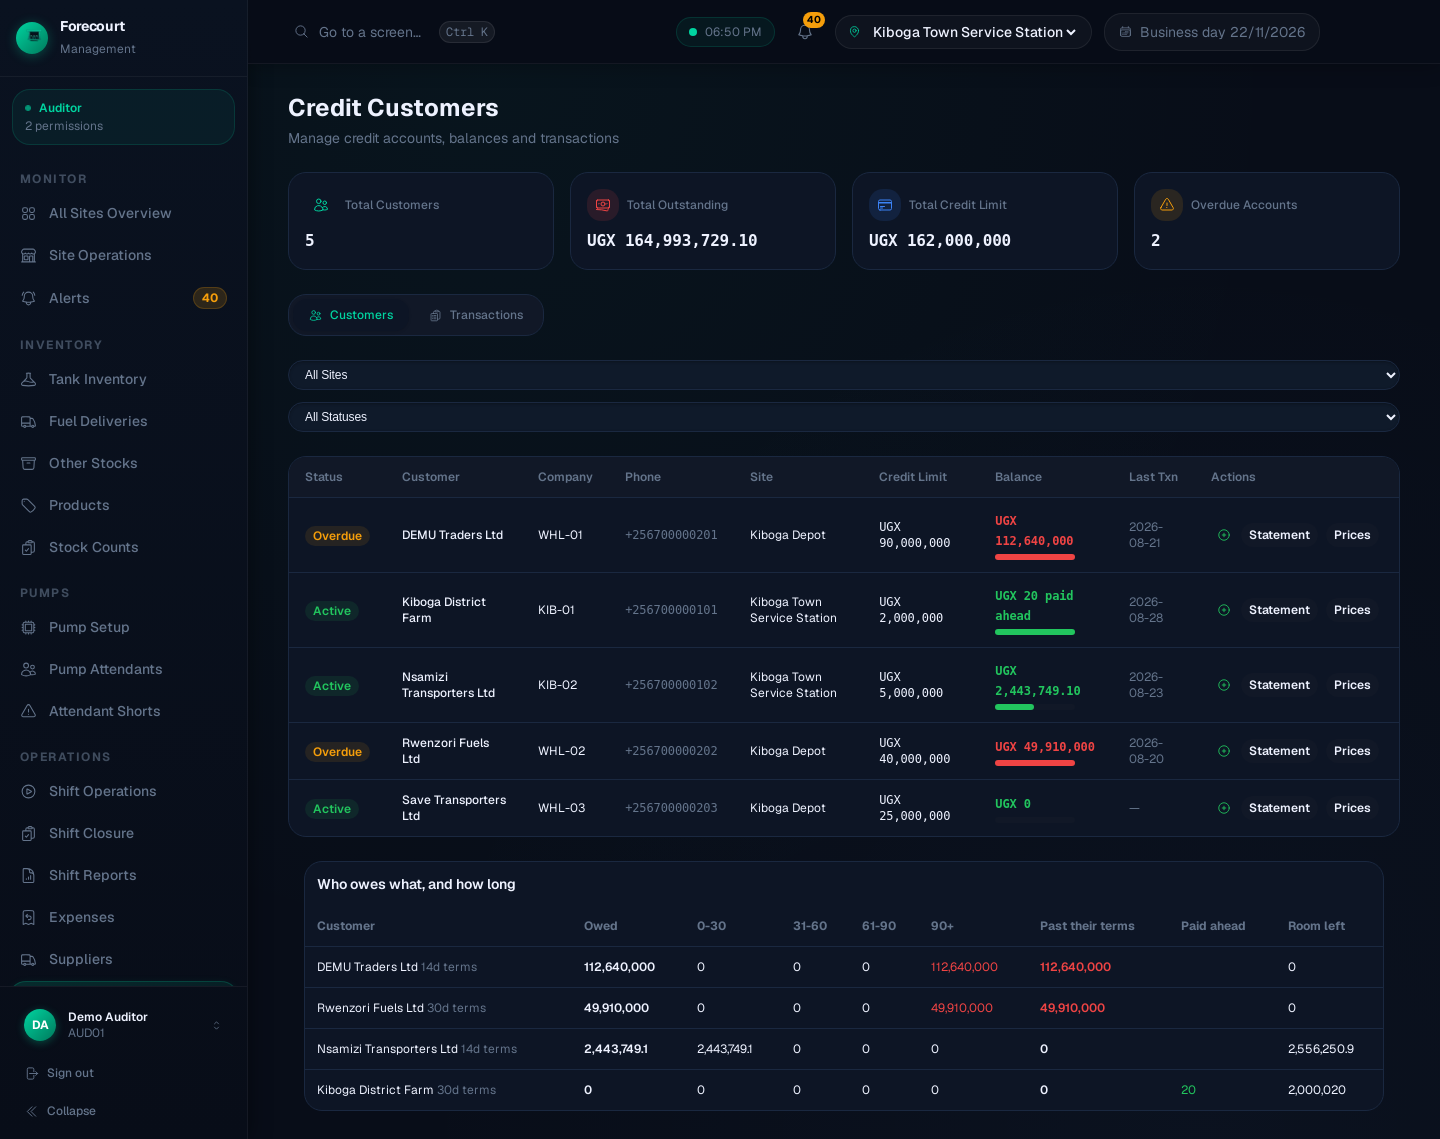 Forecourt
Management
Go to a screen...
Ctrl K
06:50 PM
40
Kiboga Town Service Station
Business day 22/11/2026
Auditor
2 permissions
MONITOR
All Sites Overview
Site Operations
Alerts
40
INVENTORY
Tank Inventory
Fuel Deliveries
Other Stocks
Products
Stock Counts
PUMPS
Pump Setup
Pump Attendants
Attendant Shorts
OPERATIONS
Shift Operations
Shift Closure
Shift Reports
Expenses
Suppliers
DA
Demo Auditor
AUD01
Sign out
Collapse
Credit Customers
Manage credit accounts, balances and transactions
Total Customers
5
Total Outstanding
UGX 164,993,729.10
Total Credit Limit
UGX 162,000,000
Overdue Accounts
2
Customers
Transactions
All Sites
All Statuses
Status Customer Company Phone Site Credit Limit Balance Last Txn Actions
Overdue DEMU Traders Ltd WHL-01 +256700000201 Kiboga Depot UGX 90,000,000 UGX 112,640,000 2026-08-21 Statement Prices
Active Kiboga District Farm KIB-01 +256700000101 Kiboga Town Service Station UGX 2,000,000 UGX 20 paid ahead 2026-08-28 Statement Prices
Active Nsamizi Transporters Ltd KIB-02 +256700000102 Kiboga Town Service Station UGX 5,000,000 UGX 2,443,749.10 2026-08-23 Statement Prices
Overdue Rwenzori Fuels Ltd WHL-02 +256700000202 Kiboga Depot UGX 40,000,000 UGX 49,910,000 2026-08-20 Statement Prices
Active Save Transporters Ltd WHL-03 +256700000203 Kiboga Depot UGX 25,000,000 UGX 0 — Statement Prices
Who owes what, and how long
Customer Owed 0-30 31-60 61-90 90+ Past their terms Paid ahead Room left
DEMU Traders Ltd 14d terms 112,640,000 0 0 0 112,640,000 112,640,000 0
Rwenzori Fuels Ltd 30d terms 49,910,000 0 0 0 49,910,000 49,910,000 0
Nsamizi Transporters Ltd 14d terms 2,443,749.1 2,443,749.1 0 0 0 0 2,556,250.9
Kiboga District Farm 30d terms 0 0 0 0 0 0 20 2,000,020